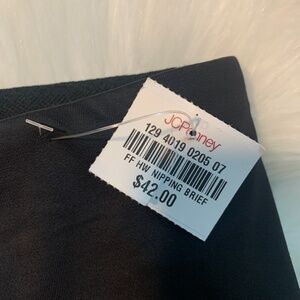 JCPenney
129 4019 0205 07
FF HW NIPPING BRIEF
$42.00